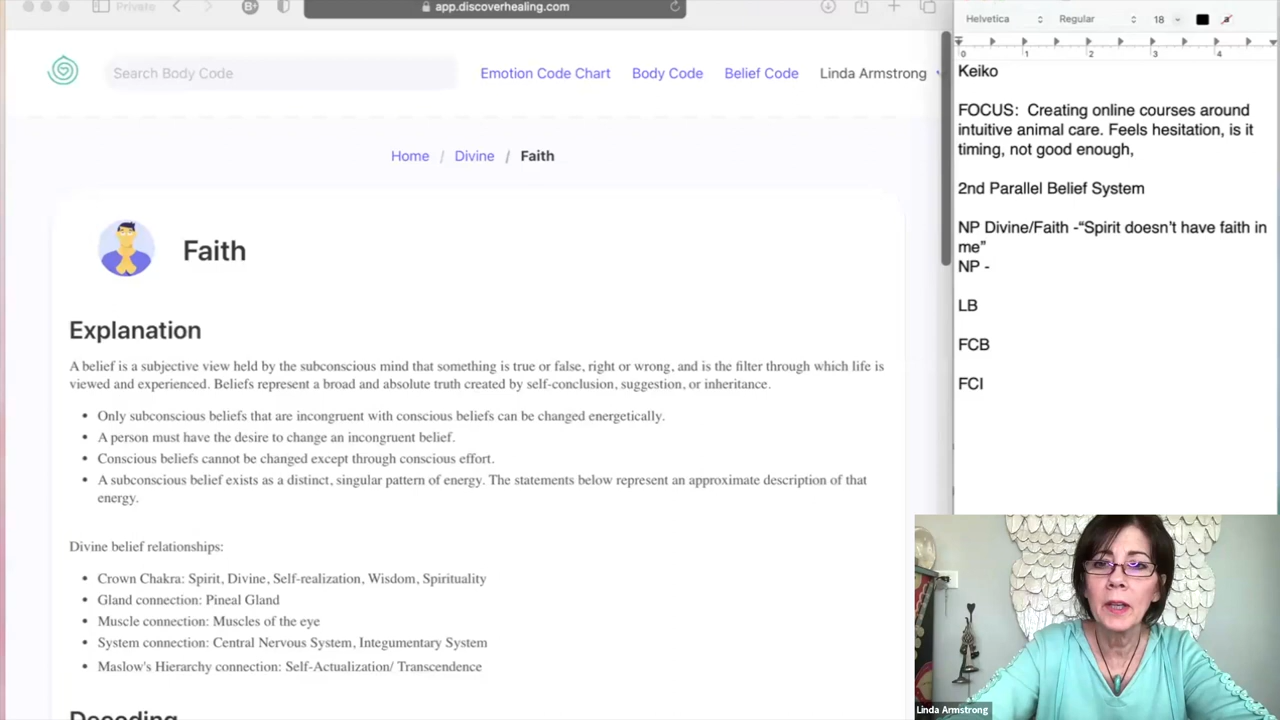 Private
app.discoverhealing.com
Search Body Code
Emotion Code Chart
Body Code
Belief Code
Linda Armstrong
Home / Divine / Faith
Faith
Explanation
A belief is a subjective view held by the subconscious mind that something is true or false, right or wrong, and is the filter through which life is
viewed and experienced. Beliefs represent a broad and absolute truth created by self-conclusion, suggestion, or inheritance.
• Only subconscious beliefs that are incongruent with conscious beliefs can be changed energetically.
• A person must have the desire to change an incongruent belief.
• Conscious beliefs cannot be changed except through conscious effort.
• A subconscious belief exists as a distinct, singular pattern of energy. The statements below represent an approximate description of that
energy.
Divine belief relationships:
• Crown Chakra: Spirit, Divine, Self-realization, Wisdom, Spirituality
• Gland connection: Pineal Gland
• Muscle connection: Muscles of the eye
• System connection: Central Nervous System, Integumentary System
• Maslow's Hierarchy connection: Self-Actualization/ Transcendence
Decoding
Helvetica
Regular
18
a
0 1 2 3 4
Keiko
FOCUS: Creating online courses around
intuitive animal care. Feels hesitation, is it
timing, not good enough,
2nd Parallel Belief System
NP Divine/Faith -“Spirit doesn’t have faith in
me”
NP -
LB
FCB
FCI
Linda Armstrong